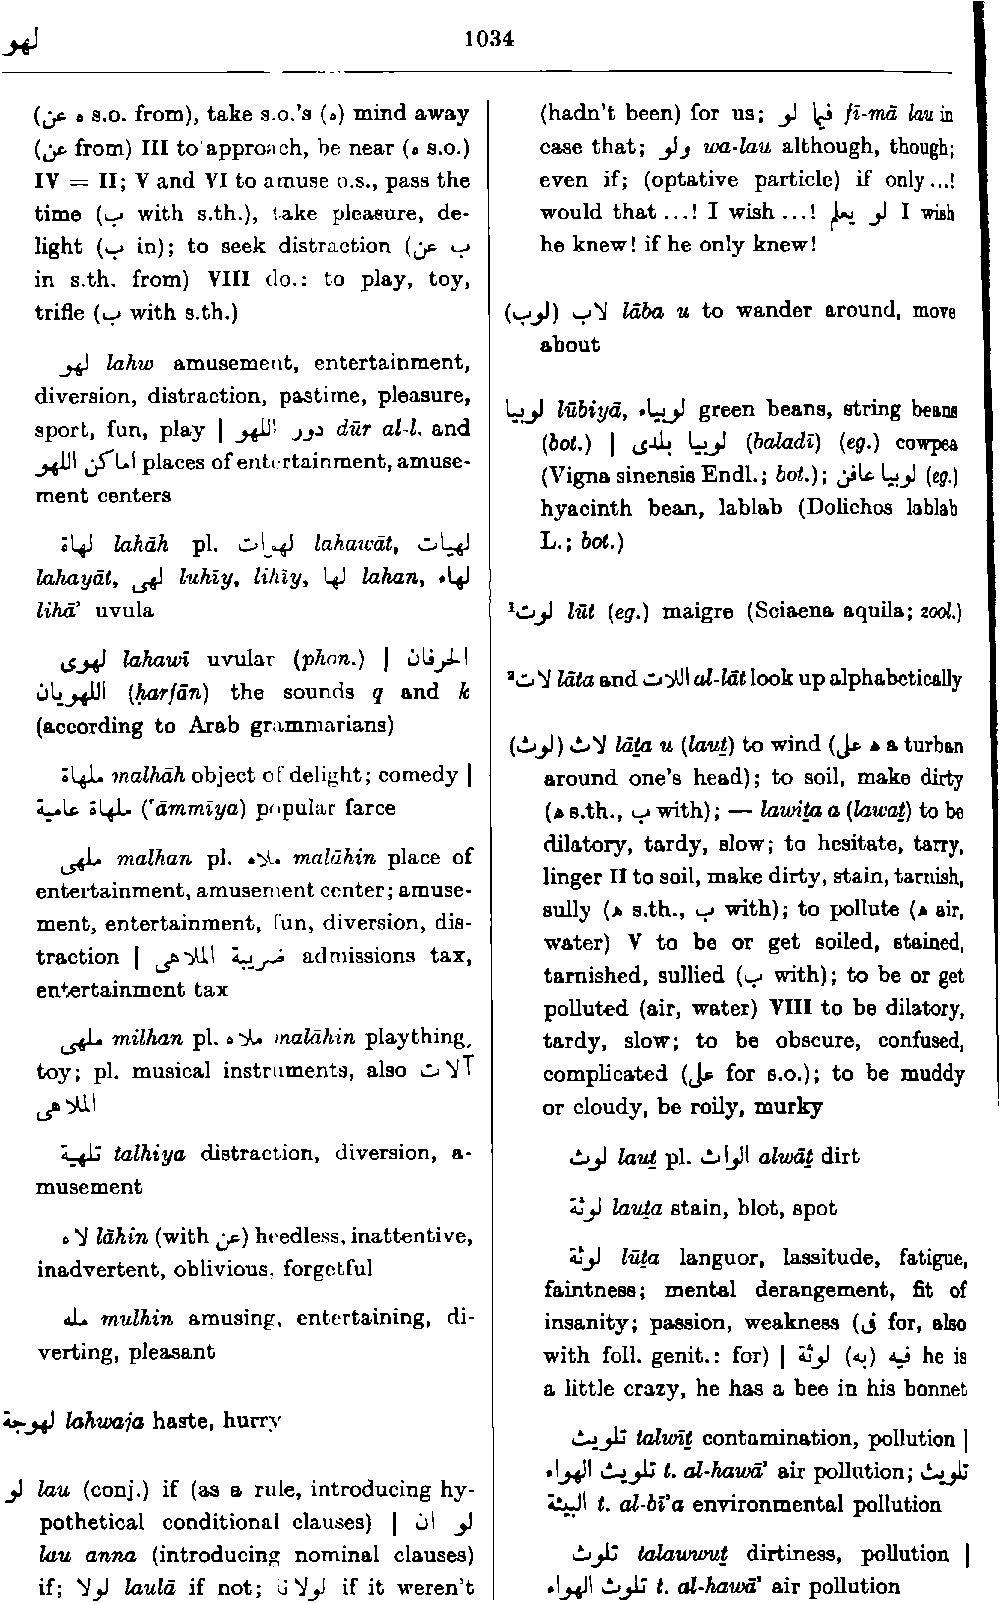 لهو
1034
(ه عن s.o. from), take s.o.'s (ه) mind away
(عن from) III to approach, be near (ه s.o.)
IV = II; V and VI to amuse o.s., pass the
time (ب with s.th.), take pleasure, de-
light (ب in); to seek distraction (ب عن
in s.th. from) VIII do.: to play, toy,
trifle (ب with s.th.)
لهو lahw amusement, entertainment,
diversion, distraction, pastime, pleasure,
sport, fun, play | دور اللهو dūr al-l. and
اماكن اللهو places of entertainment, amuse-
ment centers
لهاة lahāh pl. لهوات lahawāt, لهيات
lahayāt, لهى luhīy, lihīy, لها lahan, لهاء
lihā' uvula
لهوى lahawī uvular (phon.) | الحرفان
اللهويان (ḥarfān) the sounds q and k
(according to Arab grammarians)
ملهاة malhāh object of delight; comedy |
ملهاة عامية (ʿāmmīya) popular farce
ملهى malhan pl. ملاه malāhin place of
entertainment, amusement center; amuse-
ment, entertainment, fun, diversion, dis-
traction | ضريبة الملاهى admissions tax,
entertainment tax
ملهى milhan pl. ملاه malāhin plaything,
toy; pl. musical instruments, also آلات
الملاهى
تلهية talhiya distraction, diversion, a-
musement
لاه lāhin (with عن) heedless, inattentive,
inadvertent, oblivious, forgetful
مله mulhin amusing, entertaining, di-
verting, pleasant
لهوجة lahwaja haste, hurry
لو lau (conj.) if (as a rule, introducing hy-
pothetical conditional clauses) | لو ان
lau anna (introducing nominal clauses)
if; لولا laulā if not; لولا if it weren't
(hadn't been) for us; فيما لو fī-mā lau in
case that; ولو wa-lau although, though;
even if; (optative particle) if only ...!
would that ...! I wish ...! لو يعلم I wish
he knew! if he only knew!
(لوب) لاب lāba u to wander around, move
about
لوبيا lūbiyā, لوبياء green beans, string beans
(bot.) | لوبيا بلدى (baladī) (eg.) cowpea
(Vigna sinensis Endl.; bot.); لوبيا عافن (eg.)
hyacinth bean, lablab (Dolichos lablab
L.; bot.)
¹لوت lūt (eg.) maigre (Sciaena aquila; zool.)
²لات lāta and اللات al-lāt look up alphabetically
(لوث) لاث lāṯa u (lauṯ) to wind (ه على a turban
around one's head); to soil, make dirty
(ه s.th., ب with); — lawiṯa a (lawaṯ) to be
dilatory, tardy, slow; to hesitate, tarry,
linger II to soil, make dirty, stain, tarnish,
sully (ه s.th., ب with); to pollute (ه air,
water) V to be or get soiled, stained,
tarnished, sullied (ب with); to be or get
polluted (air, water) VIII to be dilatory,
tardy, slow; to be obscure, confused,
complicated (على for s.o.); to be muddy
or cloudy, be roily, murky
لوث lauṯ pl. الواث alwāṯ dirt
لوثة lauṯa stain, blot, spot
لوثة lūṯa languor, lassitude, fatigue,
faintness; mental derangement, fit of
insanity; passion, weakness (فى for, also
with foll. genit.: for) | فيه (به) لوثة he is
a little crazy, he has a bee in his bonnet
تلويث talwīṯ contamination, pollution |
تلويث الهواء t. al-hawā' air pollution; تلويث
البيئة t. al-bī'a environmental pollution
تلوث talawwuṯ dirtiness, pollution |
تلوث الهواء t. al-hawā' air pollution